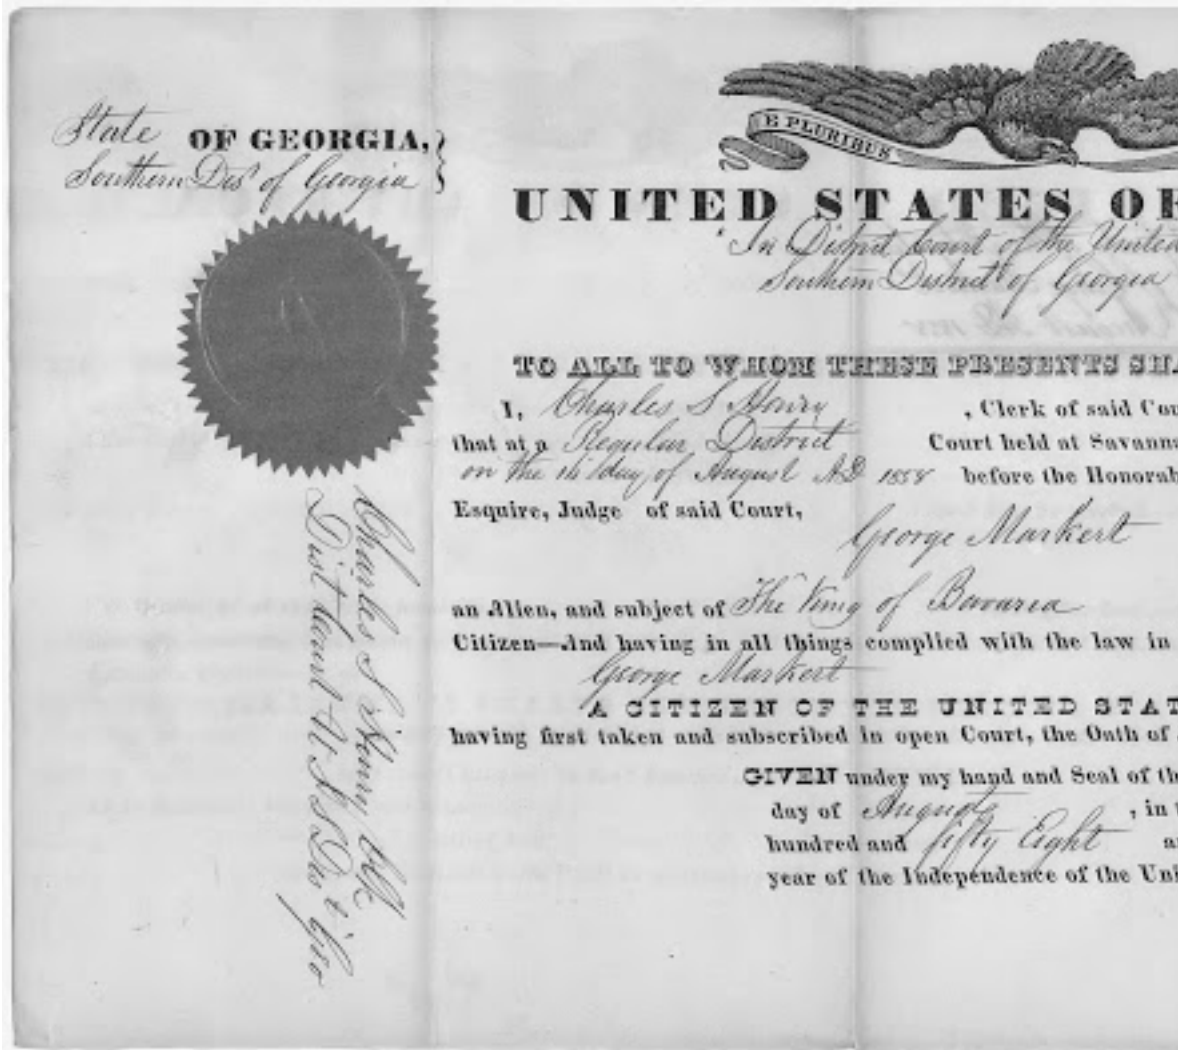 State OF GEORGIA,
Southern Dist of Georgia
E PLURIBUS
UNITED STATES OF
In District Court of the United
Southern District of Georgia
TO ALL TO WHOM THESE PRESENTS SHA
I, Charles S Henry , Clerk of said Cou
that at a Regular District Court held at Savanna
on the day of August AD 1858 before the Honorab
Esquire, Judge of said Court,
George Markert
an Alien, and subject of The King of Bavaria
Citizen—And having in all things complied with the law in
George Markert
A CITIZEN OF THE UNITED STAT
having first taken and subscribed in open Court, the Oath of
GIVEN under my hand and Seal of th
day of August , in t
hundred and fifty Eight a
year of the Independence of the Uni
Charles S Henry Clk
Dist Court U.S. So Dis Geo